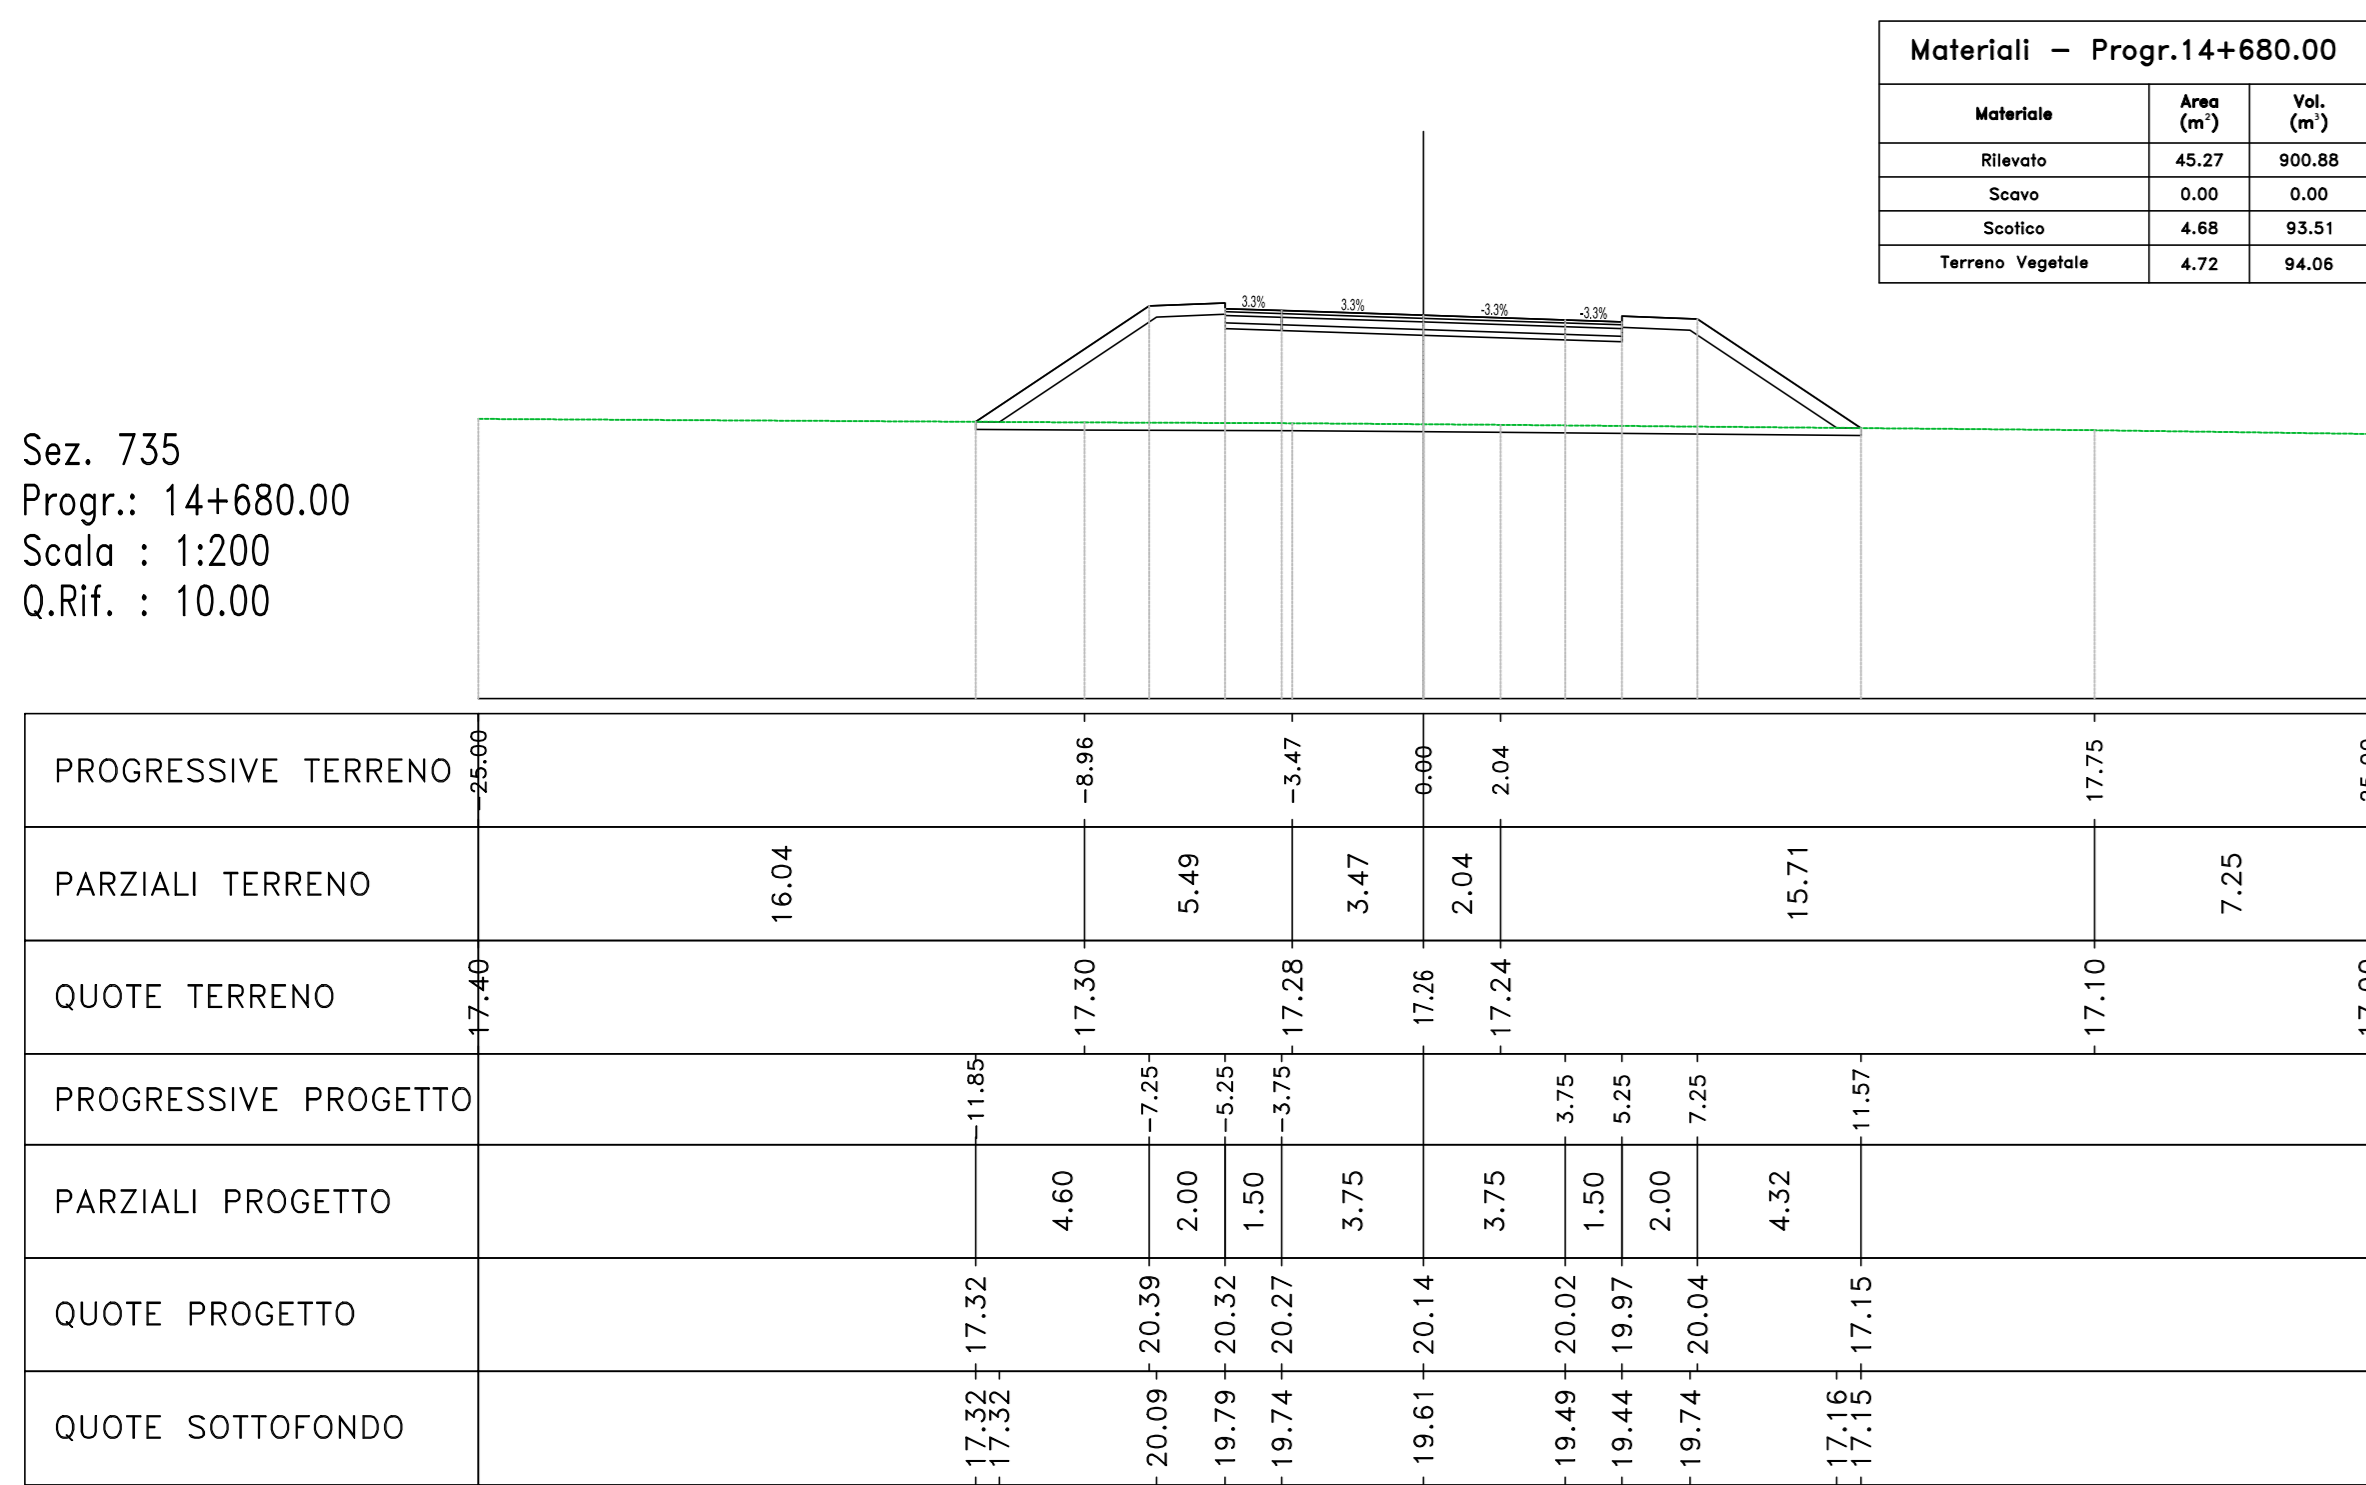 Materiali – Progr.14+680.00
Materiale Area (m²) Vol. (m³)
Rilevato 45.27 900.88
Scavo 0.00 0.00
Scotico 4.68 93.51
Terreno Vegetale 4.72 94.06
3.3% 3.3% -3.3% -3.3%
Sez. 735
Progr.: 14+680.00
Scala : 1:200
Q.Rif. : 10.00
PROGRESSIVE TERRENO -25.00 -8.96 -3.47 0.00 2.04 17.75
PARZIALI TERRENO 16.04 5.49 3.47 2.04 15.71 7.25
QUOTE TERRENO 17.40 17.30 17.28 17.26 17.24 17.10
PROGRESSIVE PROGETTO -11.85 -7.25 -5.25 -3.75 3.75 5.25 7.25 11.57
PARZIALI PROGETTO 4.60 2.00 1.50 3.75 3.75 1.50 2.00 4.32
QUOTE PROGETTO 17.32 20.39 20.32 20.27 20.14 20.02 19.97 20.04 17.15
QUOTE SOTTOFONDO 17.32 17.32 20.09 19.79 19.74 19.61 19.49 19.44 19.74 17.16 17.15